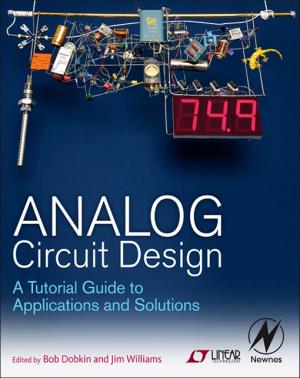 74.9
ANALOG
Circuit Design
A Tutorial Guide to
Applications and Solutions
Edited by Bob Dobkin and Jim Williams
LINEAR
TECHNOLOGY
Newnes